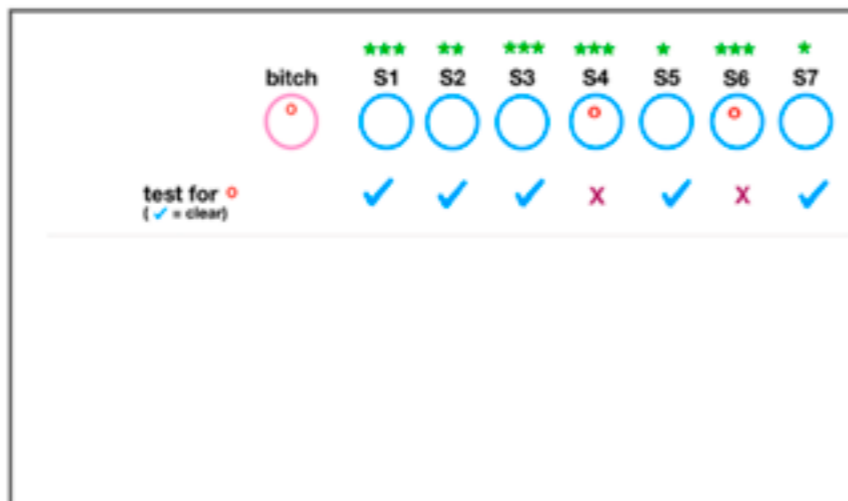 *** ** *** *** * *** *
bitch S1 S2 S3 S4 S5 S6 S7
o o o
✓ ✓ ✓ X ✓ X ✓
test for o
( ✓ = clear)